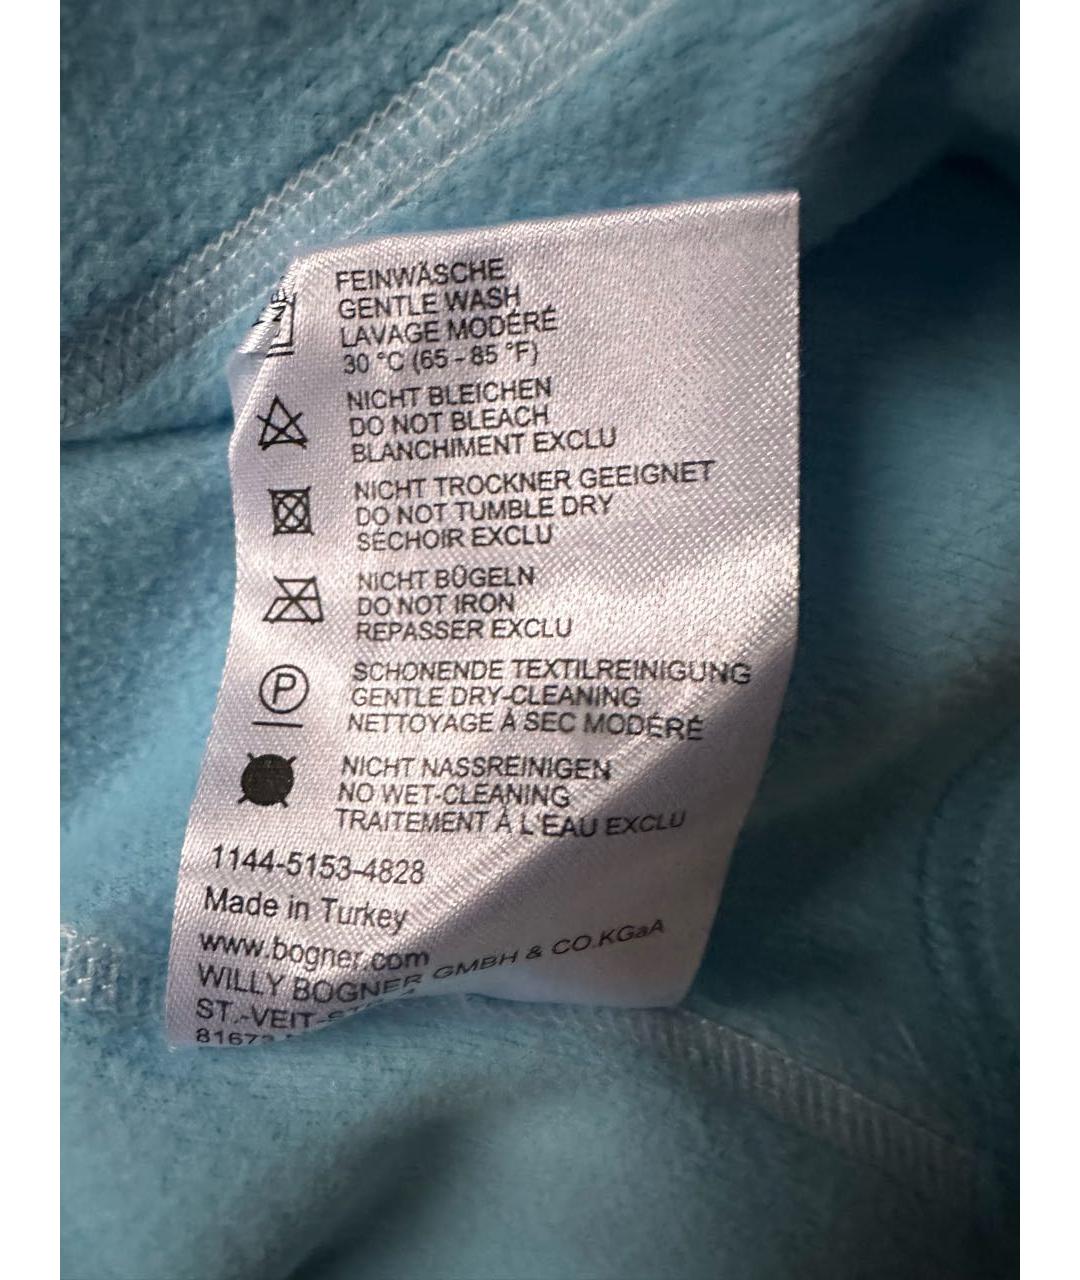 FEINWÄSCHE
GENTLE WASH
LAVAGE MODÉRÉ
30 °C (65 - 85 °F)
NICHT BLEICHEN
DO NOT BLEACH
BLANCHIMENT EXCLU
NICHT TROCKNER GEEIGNET
DO NOT TUMBLE DRY
SÉCHOIR EXCLU
NICHT BÜGELN
DO NOT IRON
REPASSER EXCLU
P
SCHONENDE TEXTILREINIGUNG
GENTLE DRY-CLEANING
NETTOYAGE À SEC MODÉRÉ
NICHT NASSREINIGEN
NO WET-CLEANING
TRAITEMENT À L'EAU EXCLU
1144-5153-4828
Made in Turkey
www.bogner.com
WILLY BOGNER GMBH & CO.KGaA
ST.-VEIT-